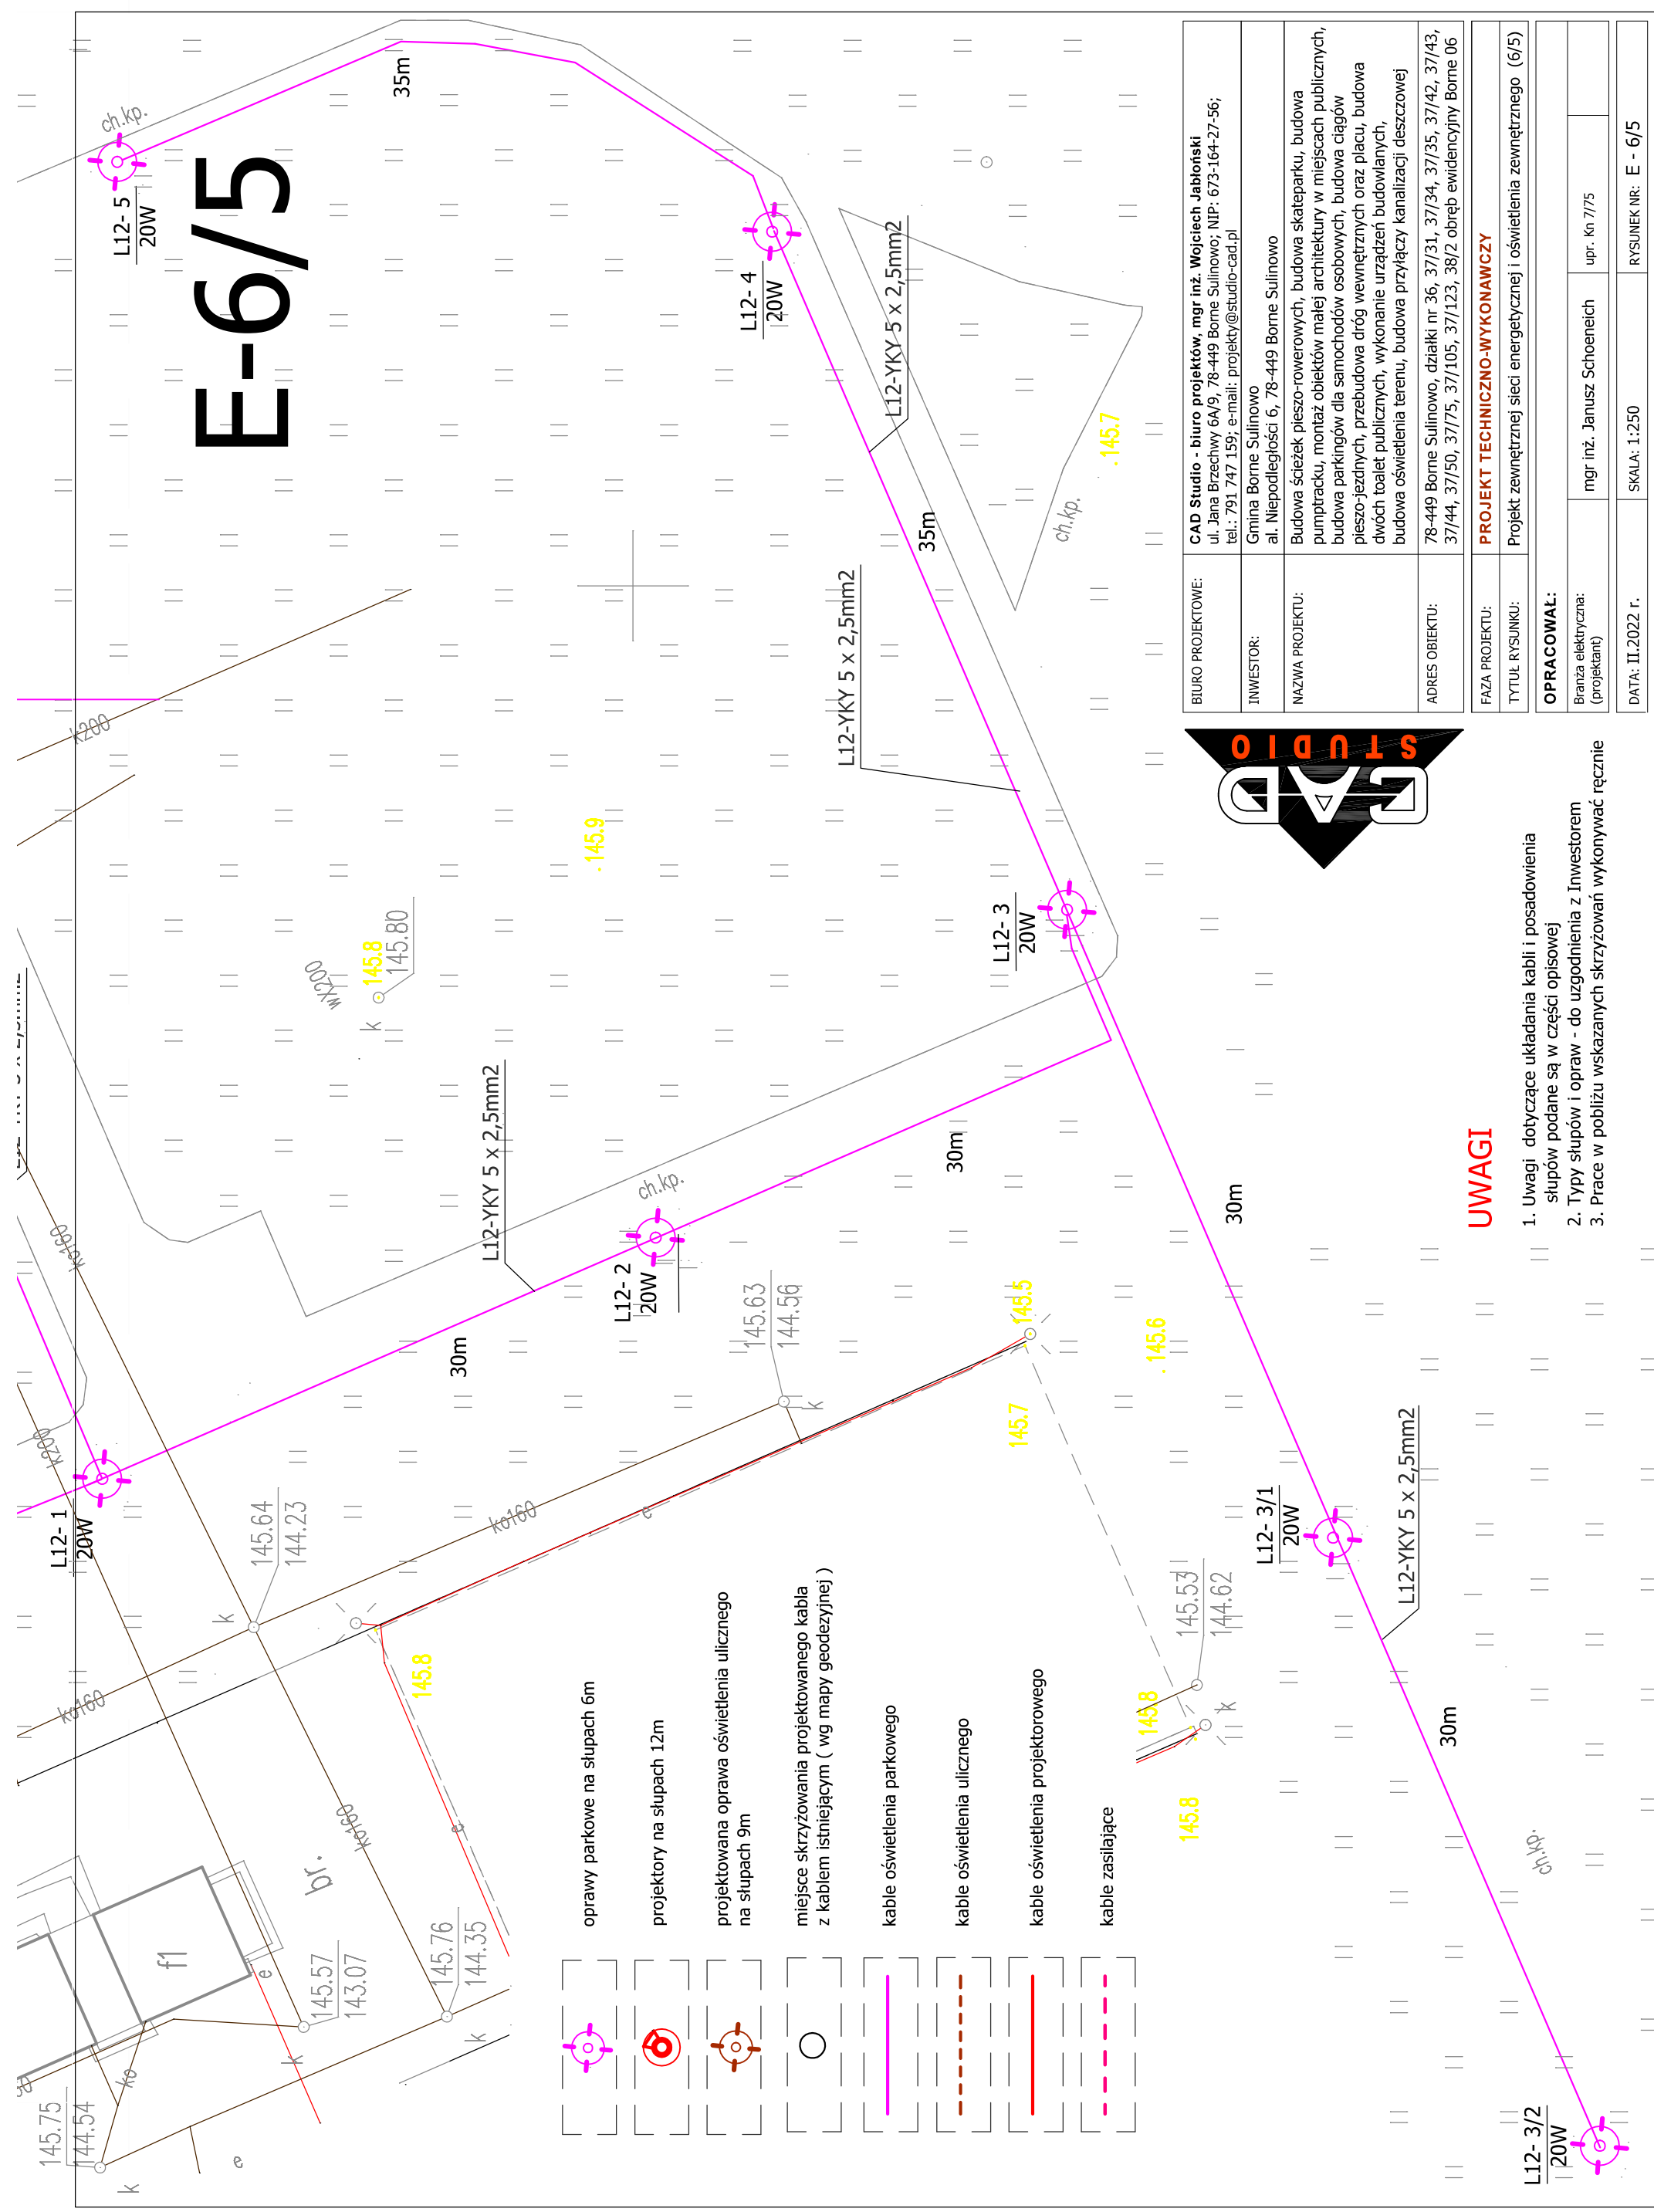 E-6/5
ch.kp.
L12- 5
20W
35m
L12- 4
20W
L12-YKY 5 x 2,5mm2
35m
L12-YKY 5 x 2,5mm2
ch.kp.
145.7
k200
145.9
145.8
145.80
wx200
k
L12- 3
20W
L12-YKY 5 x 2,5mm2
30m
ch.kp.
L12- 2
20W
30m
ko160
k200
L12- 1
20W
145.63
144.56
k
145.5
145.6
145.7
145.64
144.23
k
ko160
e
ko160
145.8
30m
L12- 3/1
20W
L12-YKY 5 x 2,5mm2
145.53
144.62
k
145.8
145.8
30m
ch.kp.
L12- 3/2
20W
ko160
e
br.
f1
e
145.57
143.07
k
145.76
144.35
k
ko
145.75
144.54
k
e
oprawy parkowe na słupach 6m
projektory na słupach 12m
projektowana oprawa oświetlenia ulicznego
na słupach 9m
miejsce skrzyżowania projektowanego kabla
z kablem istniejącym ( wg mapy geodezyjnej )
kable oświetlenia parkowego
kable oświetlenia ulicznego
kable oświetlenia projektorowego
kable zasilające
UWAGI
1. Uwagi dotyczące układania kabli i posadowienia
słupów podane są w części opisowej
2. Typy słupów i opraw - do uzgodnienia z Inwestorem
3. Prace w pobliżu wskazanych skrzyżowań wykonywać ręcznie
CAD
STUDIO
BIURO PROJEKTOWE:
CAD Studio - biuro projektów, mgr inż. Wojciech Jabłoński
ul. Jana Brzechwy 6A/9, 78-449 Borne Sulinowo; NIP: 673-164-27-56;
tel.: 791 747 159; e-mail: projekty@studio-cad.pl
INWESTOR:
Gmina Borne Sulinowo
al. Niepodległości 6, 78-449 Borne Sulinowo
NAZWA PROJEKTU:
Budowa ścieżek pieszo-rowerowych, budowa skateparku, budowa
pumptracku, montaż obiektów małej architektury w miejscach publicznych,
budowa parkingów dla samochodów osobowych, budowa ciągów
pieszo-jezdnych, przebudowa dróg wewnętrznych oraz placu, budowa
dwóch toalet publicznych, wykonanie urządzeń budowlanych,
budowa oświetlenia terenu, budowa przyłączy kanalizacji deszczowej
ADRES OBIEKTU:
78-449 Borne Sulinowo, działki nr 36, 37/31, 37/34, 37/35, 37/42, 37/43,
37/44, 37/50, 37/75, 37/105, 37/123, 38/2 obręb ewidencyjny Borne 06
FAZA PROJEKTU:
PROJEKT TECHNICZNO-WYKONAWCZY
TYTUŁ RYSUNKU:
Projekt zewnętrznej sieci energetycznej i oświetlenia zewnętrznego (6/5)
OPRACOWAŁ:
Branża elektryczna:
(projektant)
mgr inż. Janusz Schoeneich
upr. Kn 7/75
DATA: II.2022 r.
SKALA: 1:250
RYSUNEK NR: E - 6/5